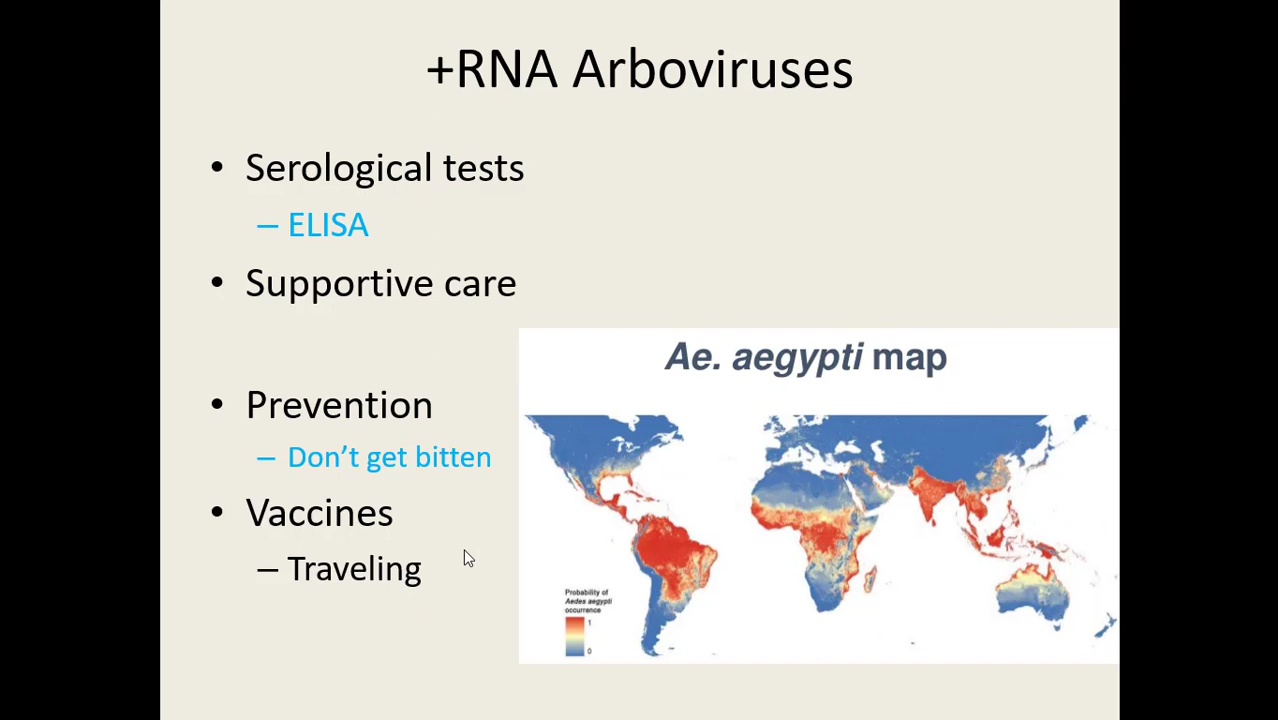 +RNA Arboviruses
• Serological tests
– ELISA
• Supportive care
• Prevention
– Don’t get bitten
• Vaccines
– Traveling
Ae. aegypti map
Probability of
Aedes aegypti
occurrence
1
0